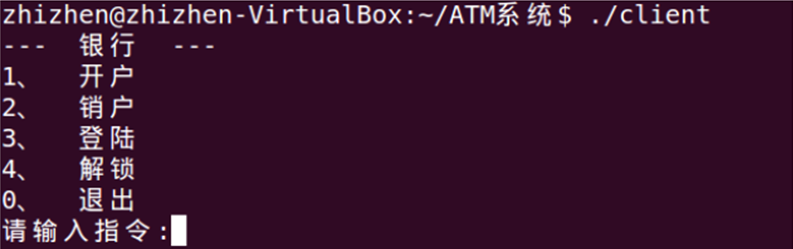 zhizhen@zhizhen-VirtualBox:~/ATM系统$ ./client
--- 银行 ---
1、 开户
2、 销户
3、 登陆
4、 解锁
0、 退出
请输入指令: